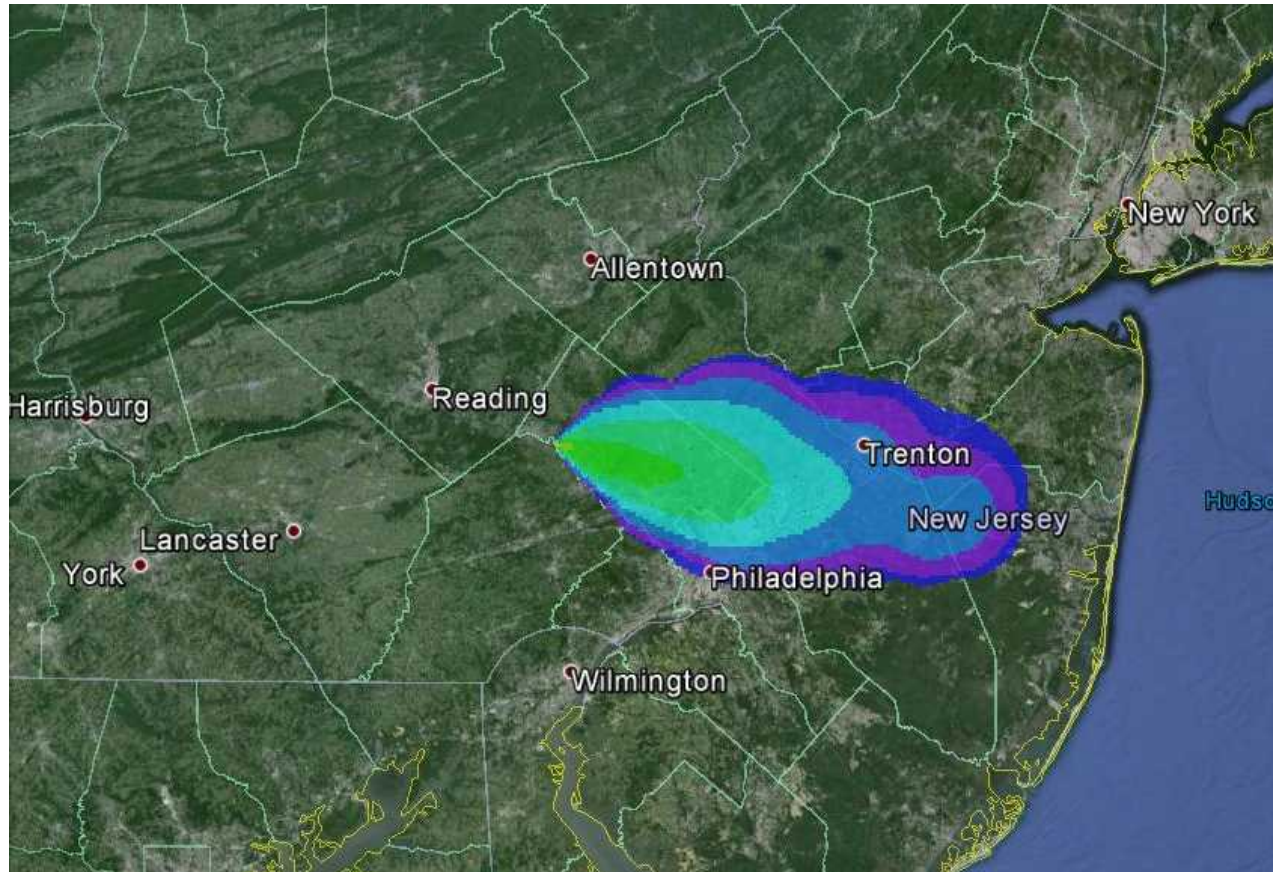 New York
Allentown
Reading
Harrisburg
Trenton
Hudso
New Jersey
Lancaster
York
Philadelphia
Wilmington